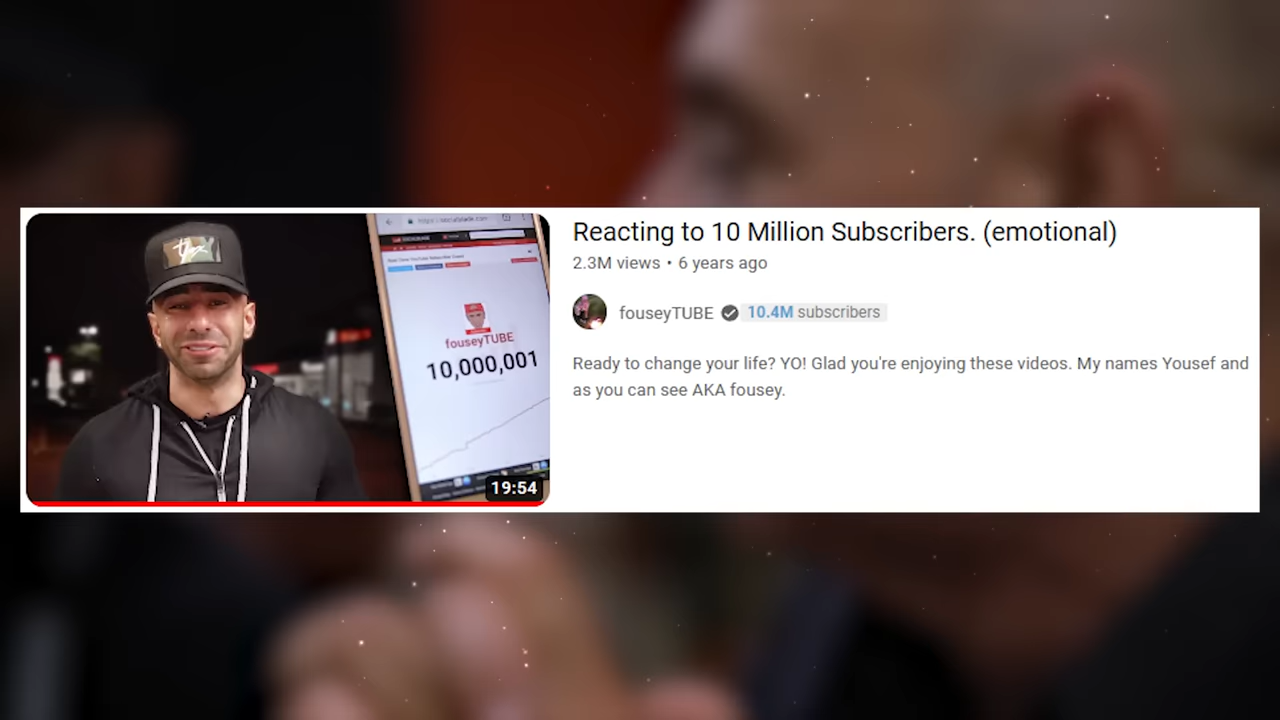 Reacting to 10 Million Subscribers. (emotional)
2.3M views • 6 years ago
fouseyTUBE 10.4M subscribers
Ready to change your life? YO! Glad you're enjoying these videos. My names Yousef and
as you can see AKA fousey.
fouseyTUBE
10,000,001
19:54